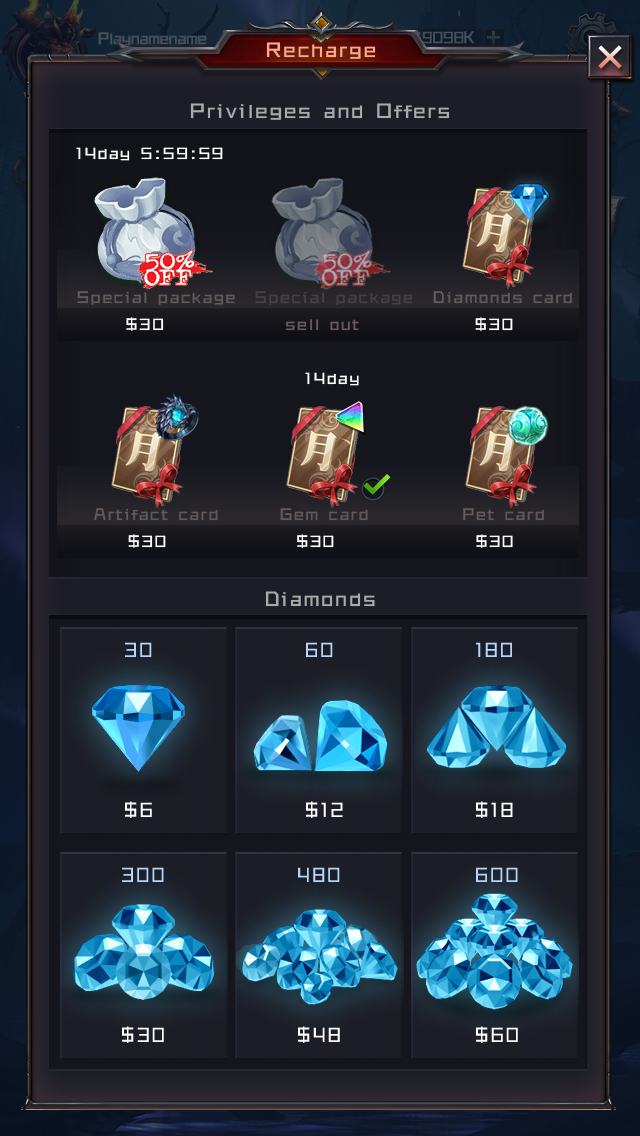 Playnamename
9098K +
Recharge
Privileges and Offers
14day 5:59:59
50% OFF
50% OFF
月
Special package
Special package
Diamonds card
$30
sell out
$30
14day
月
月
月
Artifact card
Gem card
Pet card
$30
$30
$30
Diamonds
30
60
180
$6
$12
$18
300
480
600
$30
$48
$60